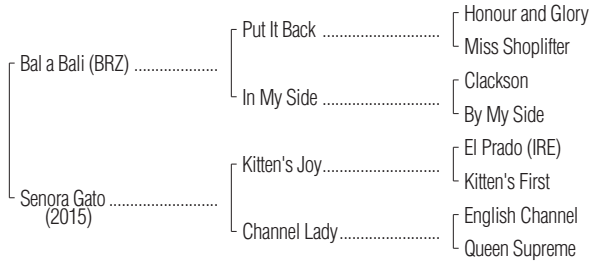 Honour and Glory
Put It Back ........................
Miss Shoplifter
Bal a Bali (BRZ) .....................
Clackson
In My Side ..............................
By My Side
El Prado (IRE)
Kitten's Joy..............................
Kitten's First
Senora Gato ...........................
(2015)
English Channel
Channel Lady.........................
Queen Supreme